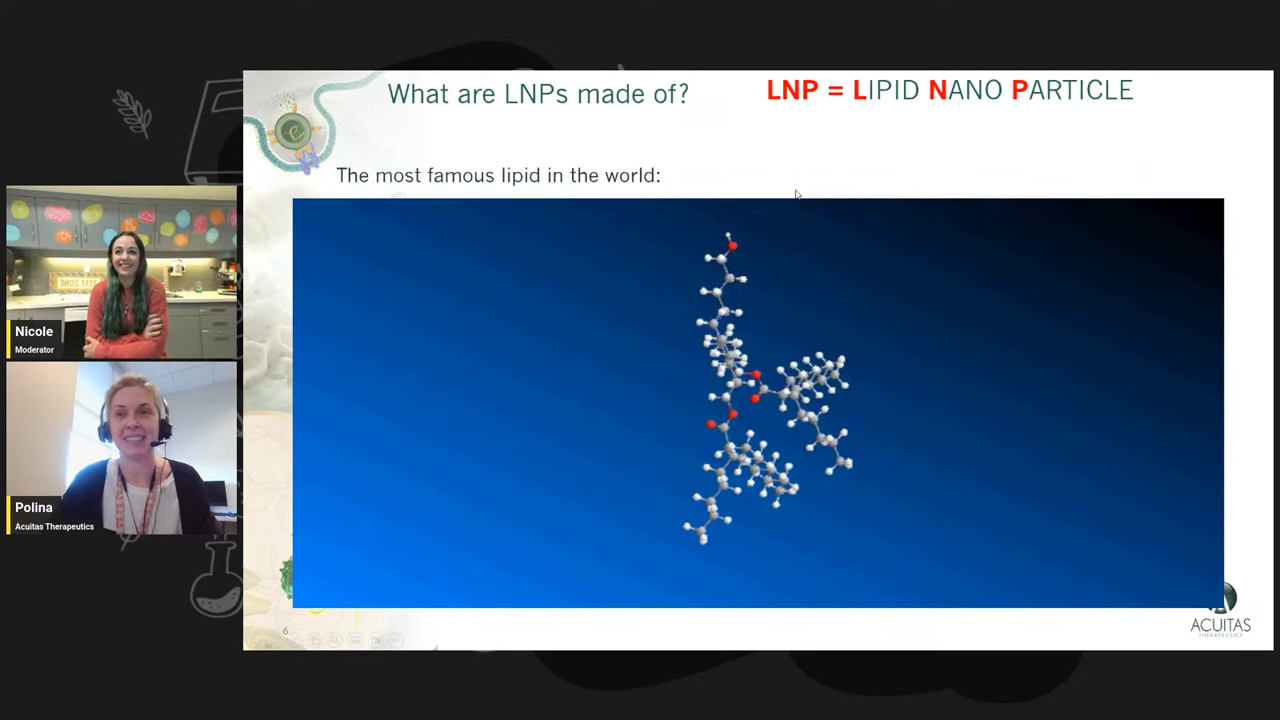 What are LNPs made of?
LNP = LIPID NANO PARTICLE
The most famous lipid in the world:
Nicole
Moderator
Polina
Acuitas Therapeutics
6
ACUITAS
THERAPEUTICS